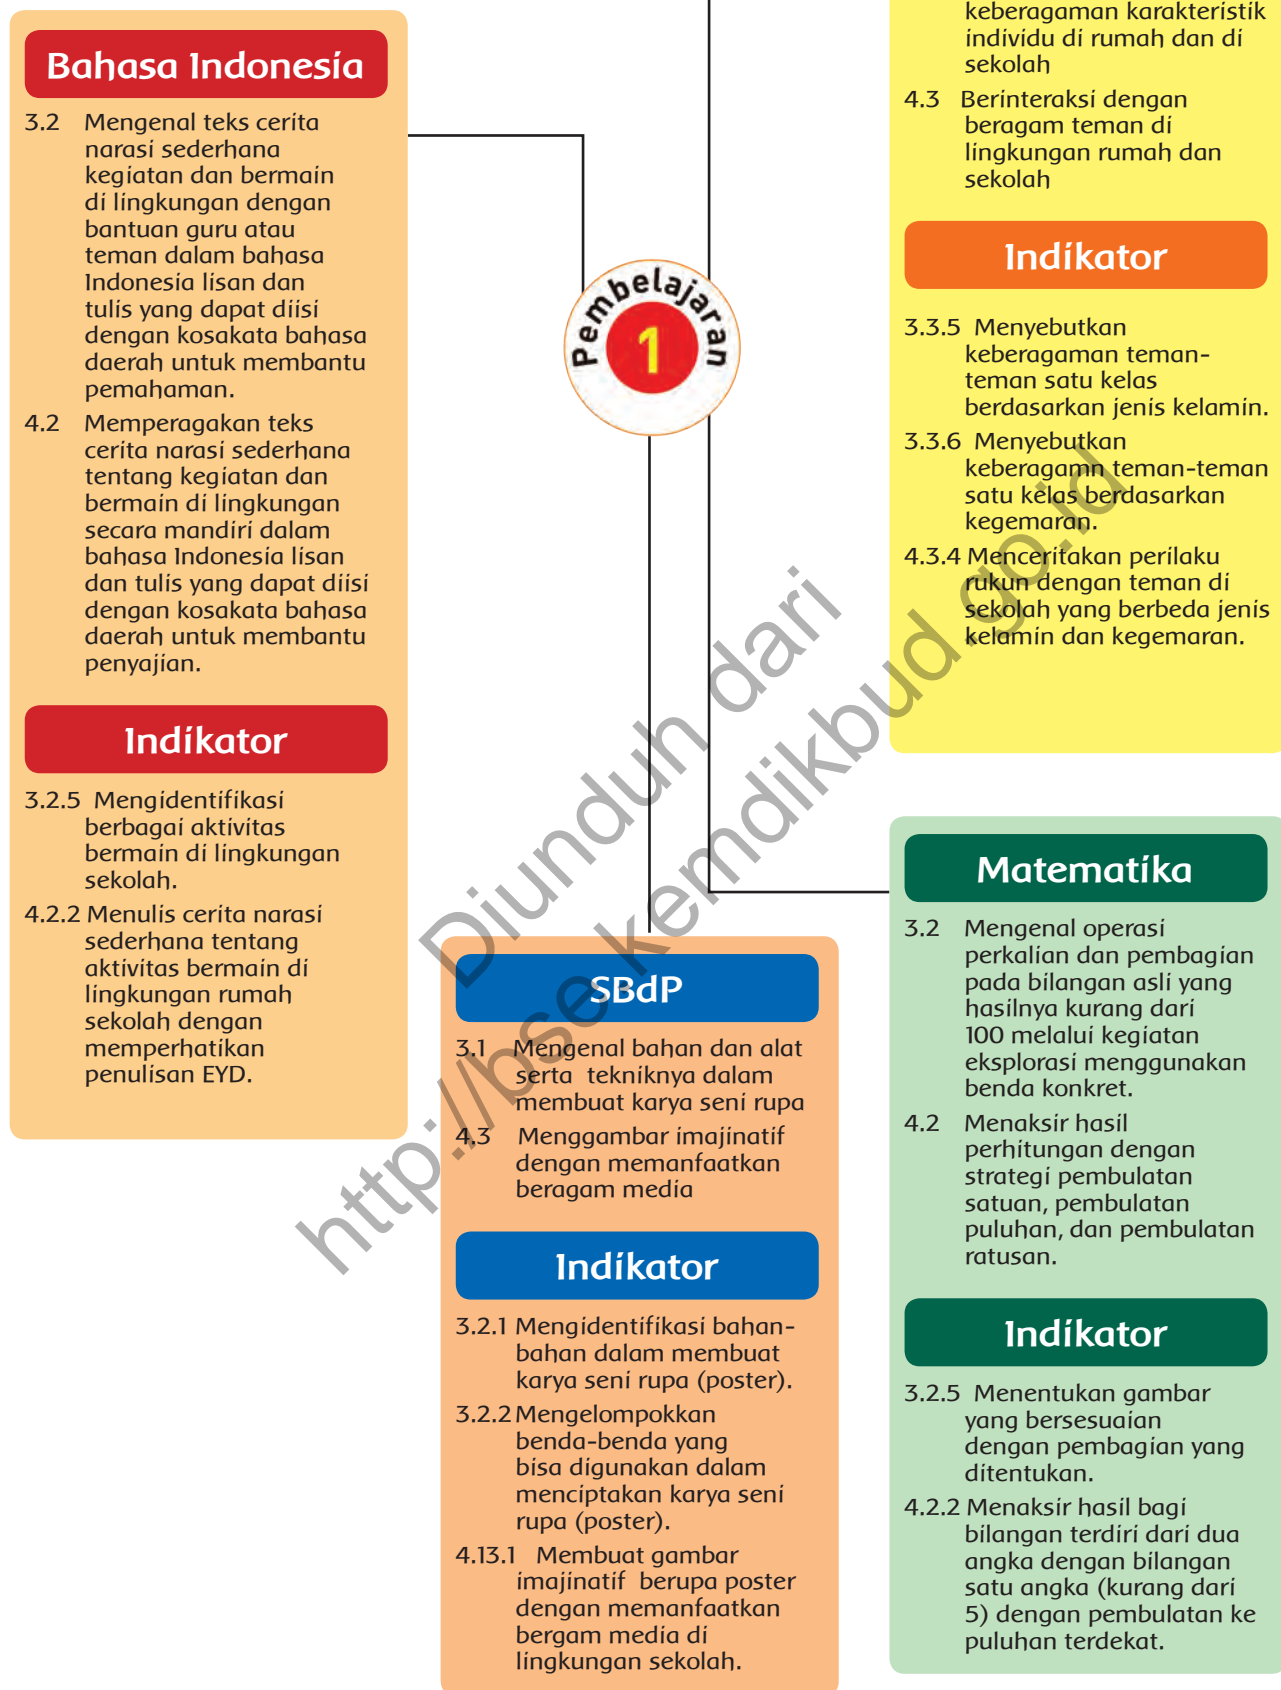 Bahasa Indonesia
3.2 Mengenal teks cerita
narasi sederhana
kegiatan dan bermain
di lingkungan dengan
bantuan guru atau
teman dalam bahasa
Indonesia lisan dan
tulis yang dapat diisi
dengan kosakata bahasa
daerah untuk membantu
pemahaman.
4.2 Memperagakan teks
cerita narasi sederhana
tentang kegiatan dan
bermain di lingkungan
secara mandiri dalam
bahasa Indonesia lisan
dan tulis yang dapat diisi
dengan kosakata bahasa
daerah untuk membantu
penyajian.
Indikator
3.2.5 Mengidentifikasi
berbagai aktivitas
bermain di lingkungan
sekolah.
4.2.2 Menulis cerita narasi
sederhana tentang
aktivitas bermain di
lingkungan rumah
sekolah dengan
memperhatikan
penulisan EYD.
Pembelajaran
1
keberagaman karakteristik
individu di rumah dan di
sekolah
4.3 Berinteraksi dengan
beragam teman di
lingkungan rumah dan
sekolah
Indikator
3.3.5 Menyebutkan
keberagaman teman-
teman satu kelas
berdasarkan jenis kelamin.
3.3.6 Menyebutkan
keberagamn teman-teman
satu kelas berdasarkan
kegemaran.
4.3.4 Menceritakan perilaku
rukun dengan teman di
sekolah yang berbeda jenis
kelamin dan kegemaran.
SBdP
3.1 Mengenal bahan dan alat
serta tekniknya dalam
membuat karya seni rupa
4.3 Menggambar imajinatif
dengan memanfaatkan
beragam media
Indikator
3.2.1 Mengidentifikasi bahan-
bahan dalam membuat
karya seni rupa (poster).
3.2.2 Mengelompokkan
benda-benda yang
bisa digunakan dalam
menciptakan karya seni
rupa (poster).
4.13.1 Membuat gambar
imajinatif berupa poster
dengan memanfaatkan
bergam media di
lingkungan sekolah.
Matematika
3.2 Mengenal operasi
perkalian dan pembagian
pada bilangan asli yang
hasilnya kurang dari
100 melalui kegiatan
eksplorasi menggunakan
benda konkret.
4.2 Menaksir hasil
perhitungan dengan
strategi pembulatan
satuan, pembulatan
puluhan, dan pembulatan
ratusan.
Indikator
3.2.5 Menentukan gambar
yang bersesuaian
dengan pembagian yang
ditentukan.
4.2.2 Menaksir hasil bagi
bilangan terdiri dari dua
angka dengan bilangan
satu angka (kurang dari
5) dengan pembulatan ke
puluhan terdekat.
Diunduh dari
http://bse.kemdikbud.go.id